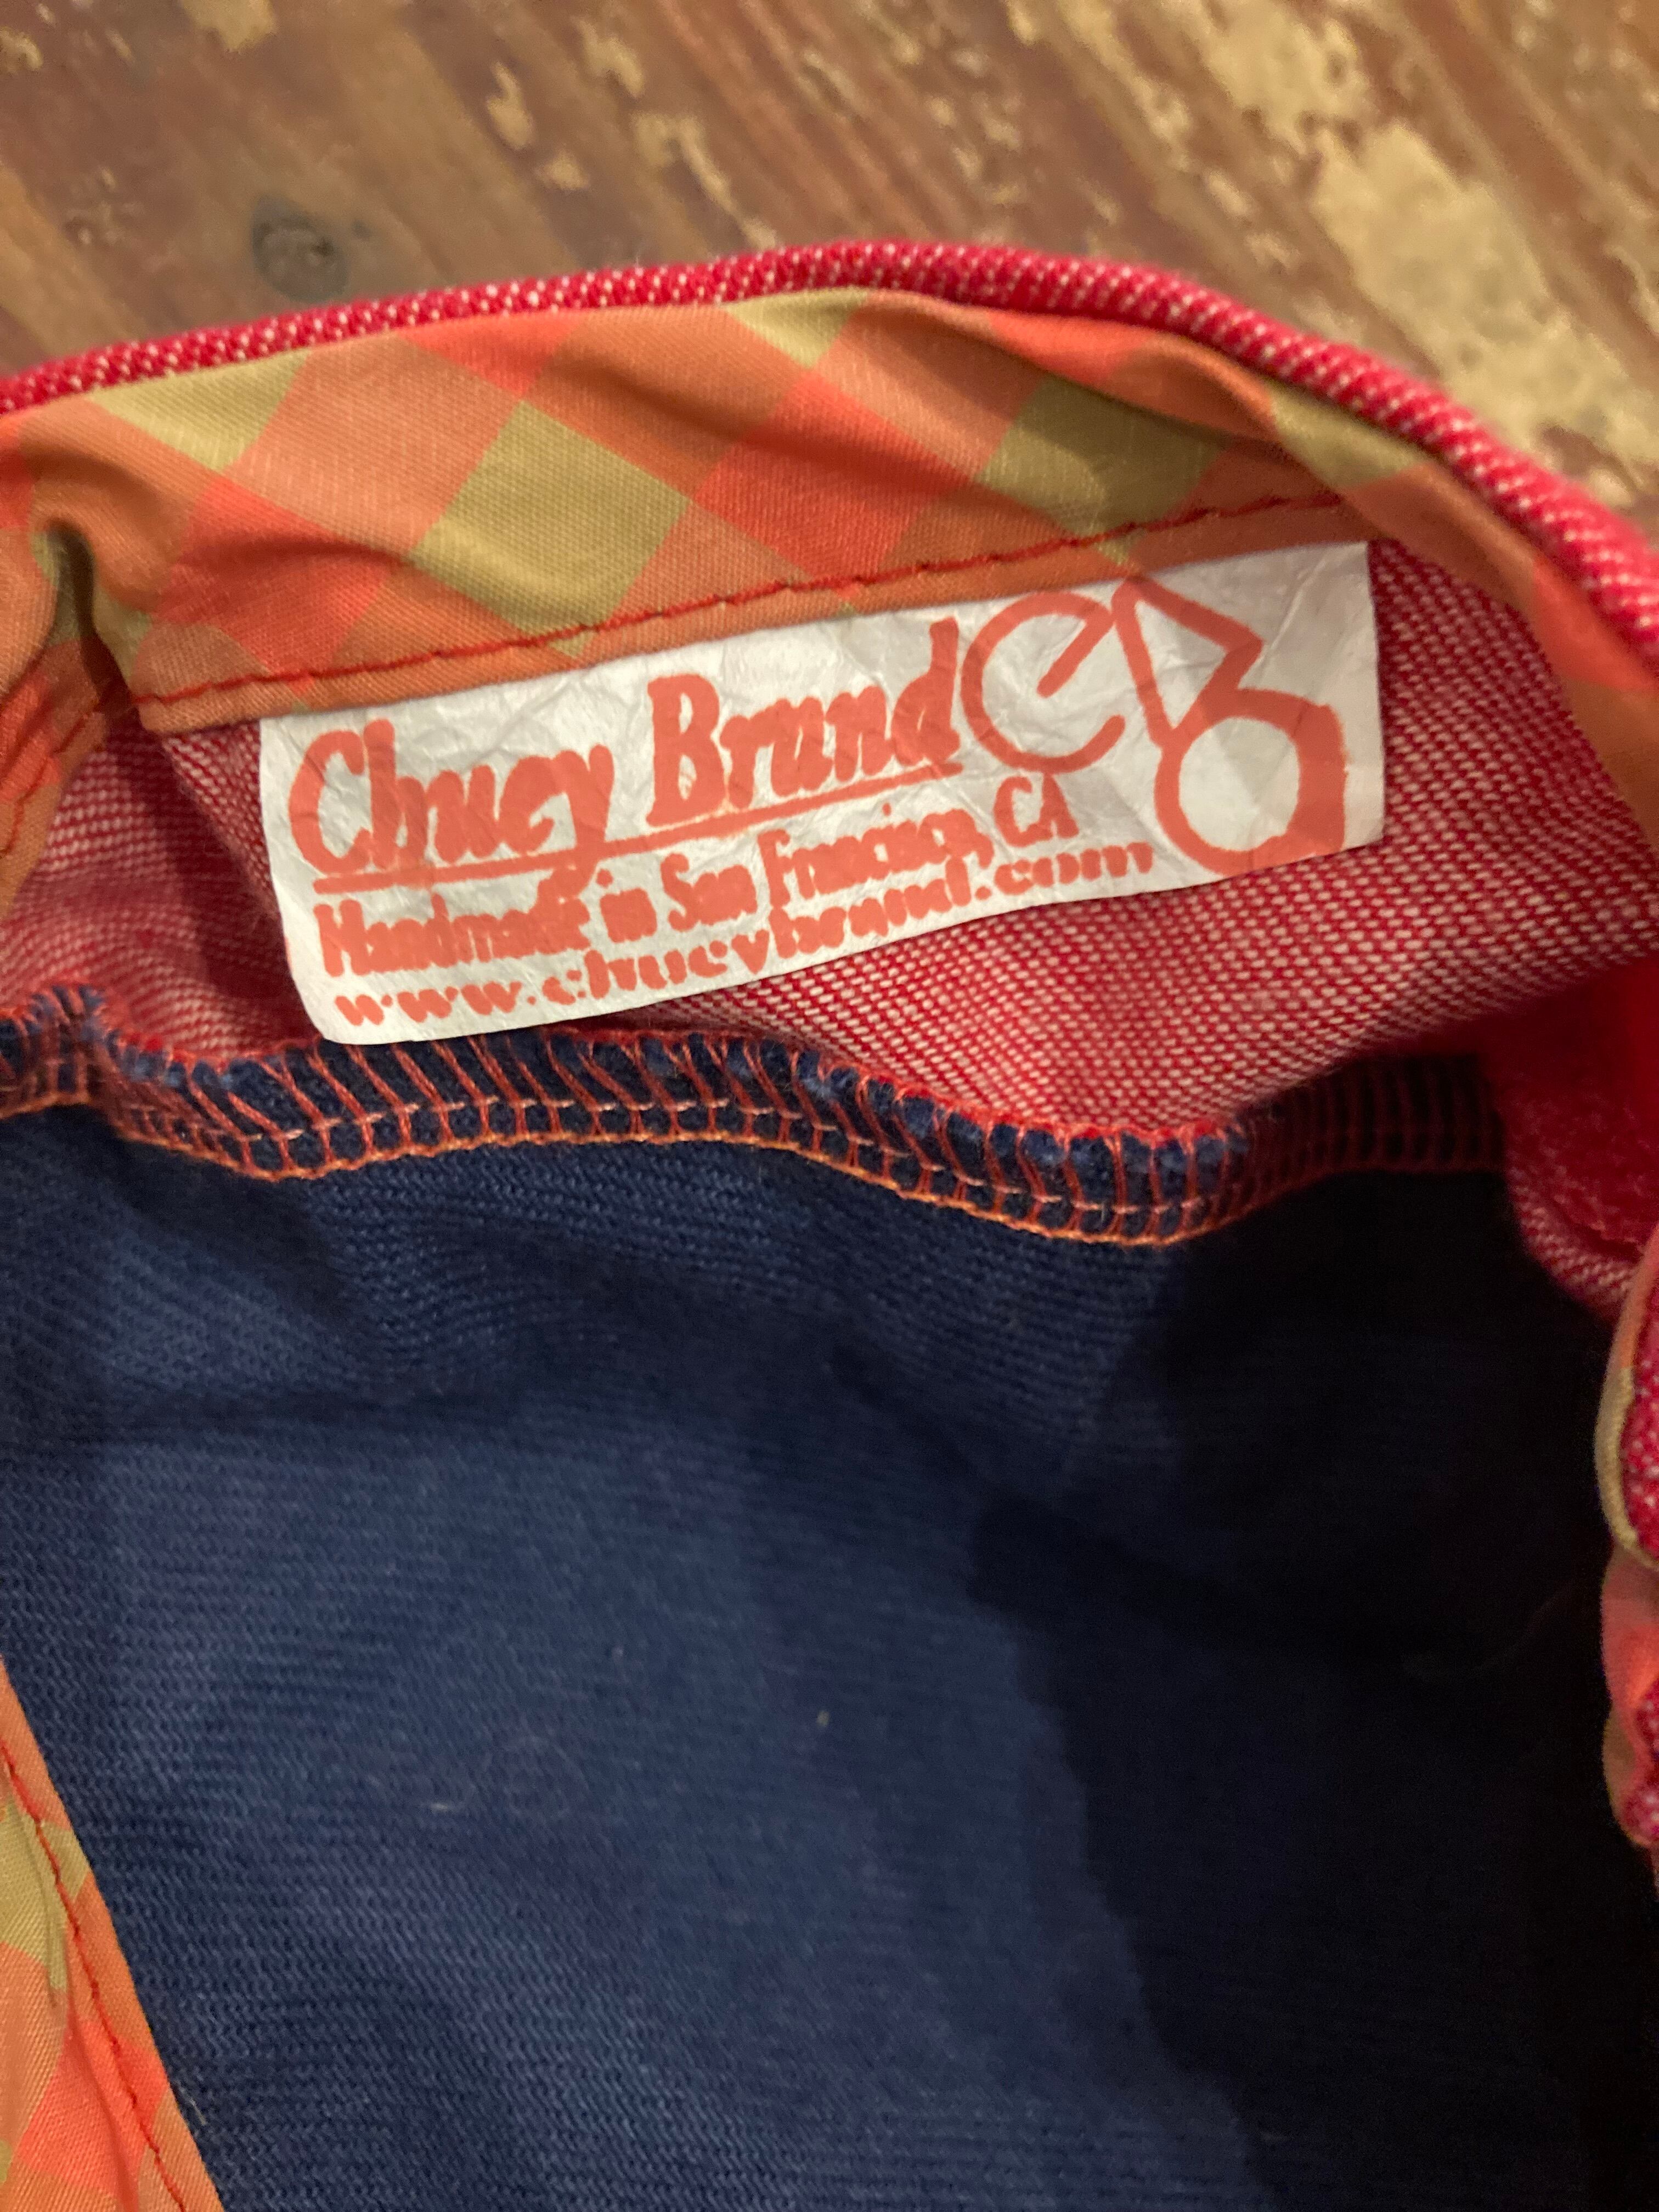 Chuey Brand
Handmade in San Francisco, CA
www.chueybrand.com